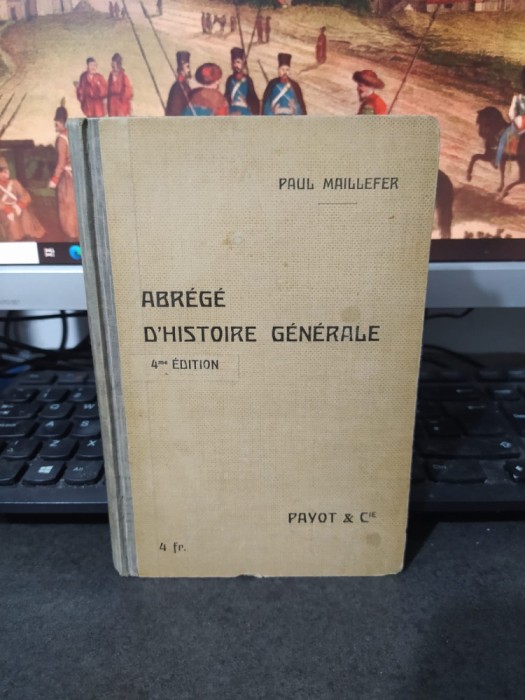 PAUL MAILLEFER
ABRÉGÉ
D'HISTOIRE GÉNÉRALE
4me ÉDITION
PAYOT & CIE
4 fr.